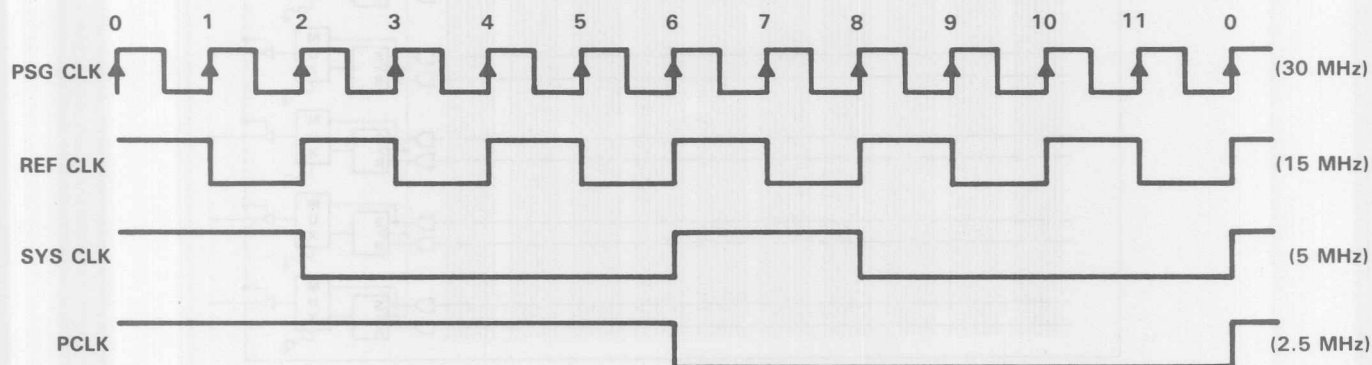 0 1 2 3 4 5 6 7 8 9 10 11 0
PSG CLK (30 MHz)
REF CLK (15 MHz)
SYS CLK (5 MHz)
PCLK (2.5 MHz)